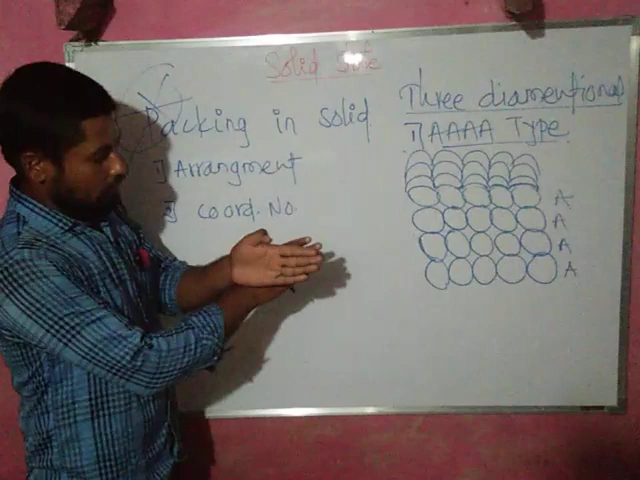 Solid State
Packing in solid
1] Arrangment
2] Coord. No.
Three diamentional
1] AAAA Type
A
A
A
A